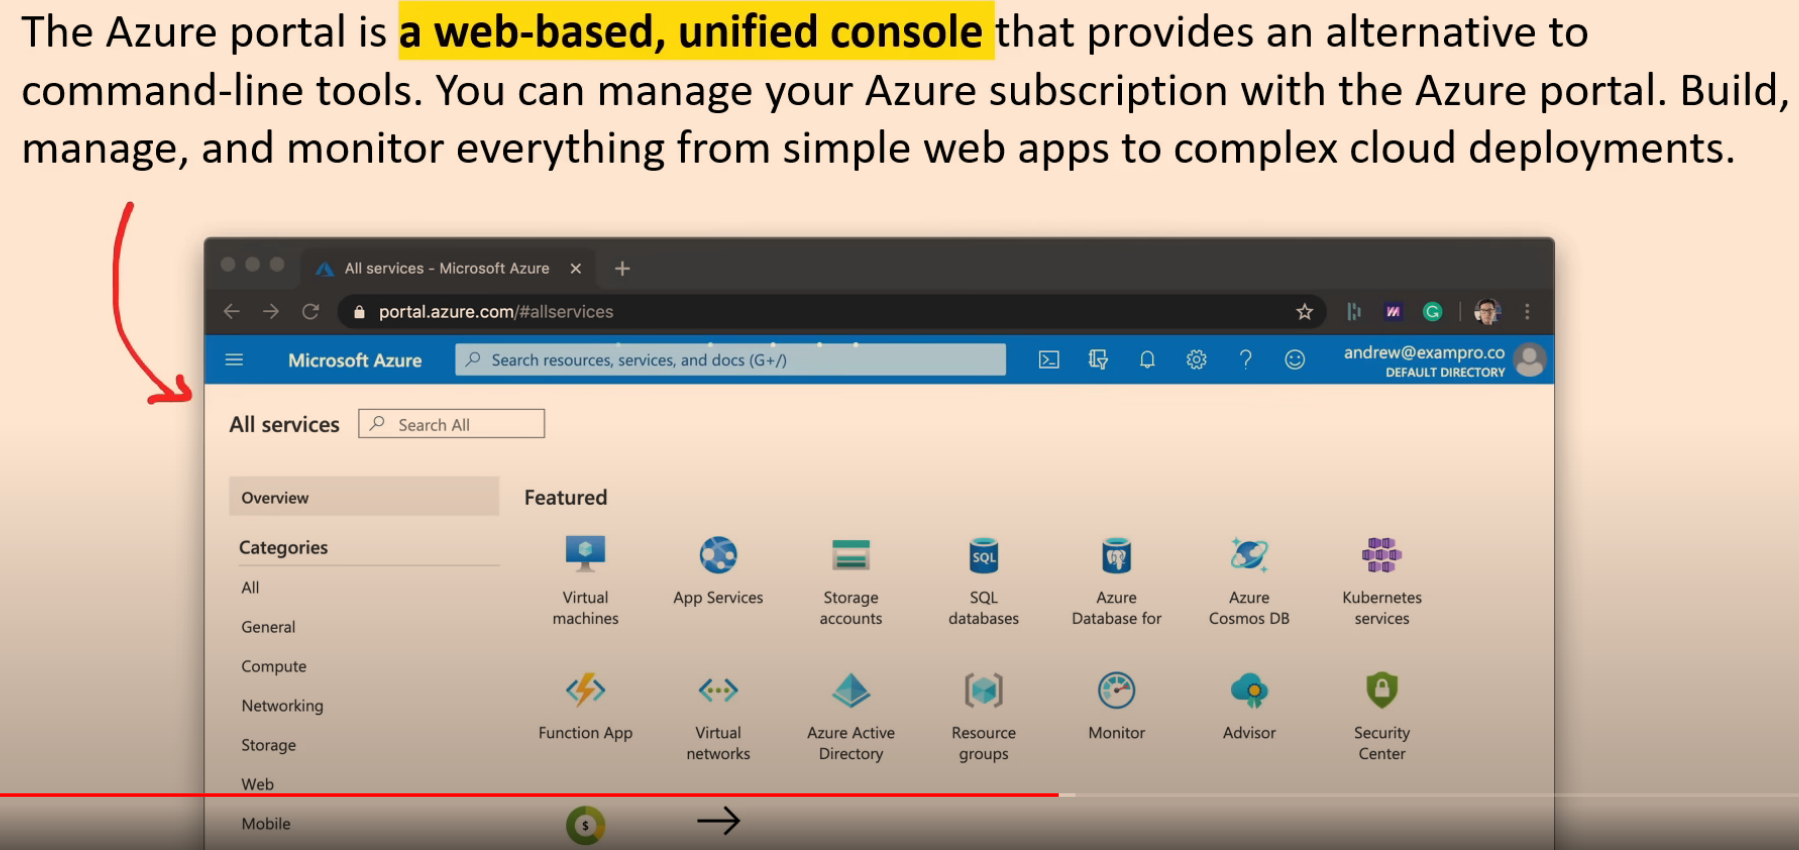 The Azure portal is a web-based, unified console that provides an alternative to
command-line tools. You can manage your Azure subscription with the Azure portal. Build,
manage, and monitor everything from simple web apps to complex cloud deployments.
All services - Microsoft Azure
portal.azure.com/#allservices
Microsoft Azure
Search resources, services, and docs (G+/)
andrew@exampro.co
DEFAULT DIRECTORY
All services
Search All
Overview
Categories
All
General
Compute
Networking
Storage
Web
Mobile
Featured
Virtual
machines
App Services
Storage
accounts
SQL
SQL
databases
Azure
Database for
Azure
Cosmos DB
Kubernetes
services
Function App
Virtual
networks
Azure Active
Directory
Resource
groups
Monitor
Advisor
Security
Center
$